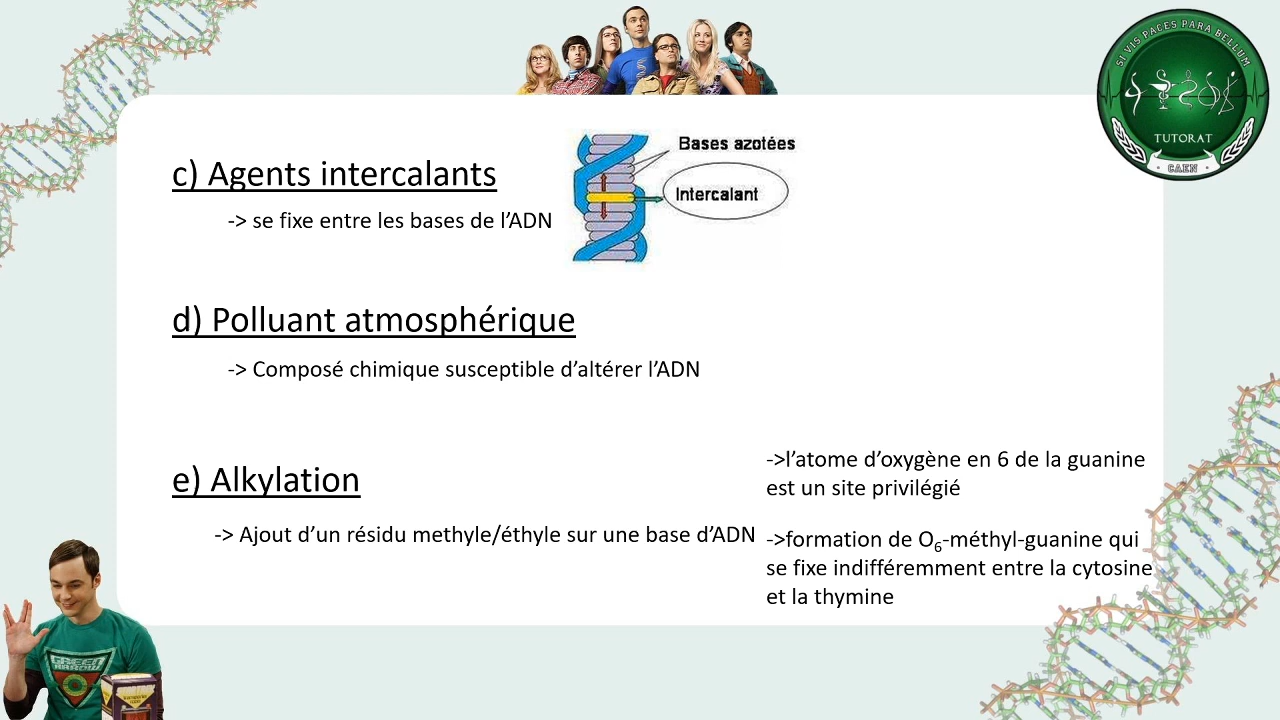 SI VIS PACES PARA BELLUM
TUTORAT
CAEN
c) Agents intercalants
-> se fixe entre les bases de l’ADN
Bases azotées
Intercalant
d) Polluant atmosphérique
-> Composé chimique susceptible d’altérer l’ADN
e) Alkylation
-> Ajout d’un résidu methyle/éthyle sur une base d’ADN
->l’atome d’oxygène en 6 de la guanine
est un site privilégié
->formation de O₆-méthyl-guanine qui
se fixe indifféremment entre la cytosine
et la thymine
GREEN